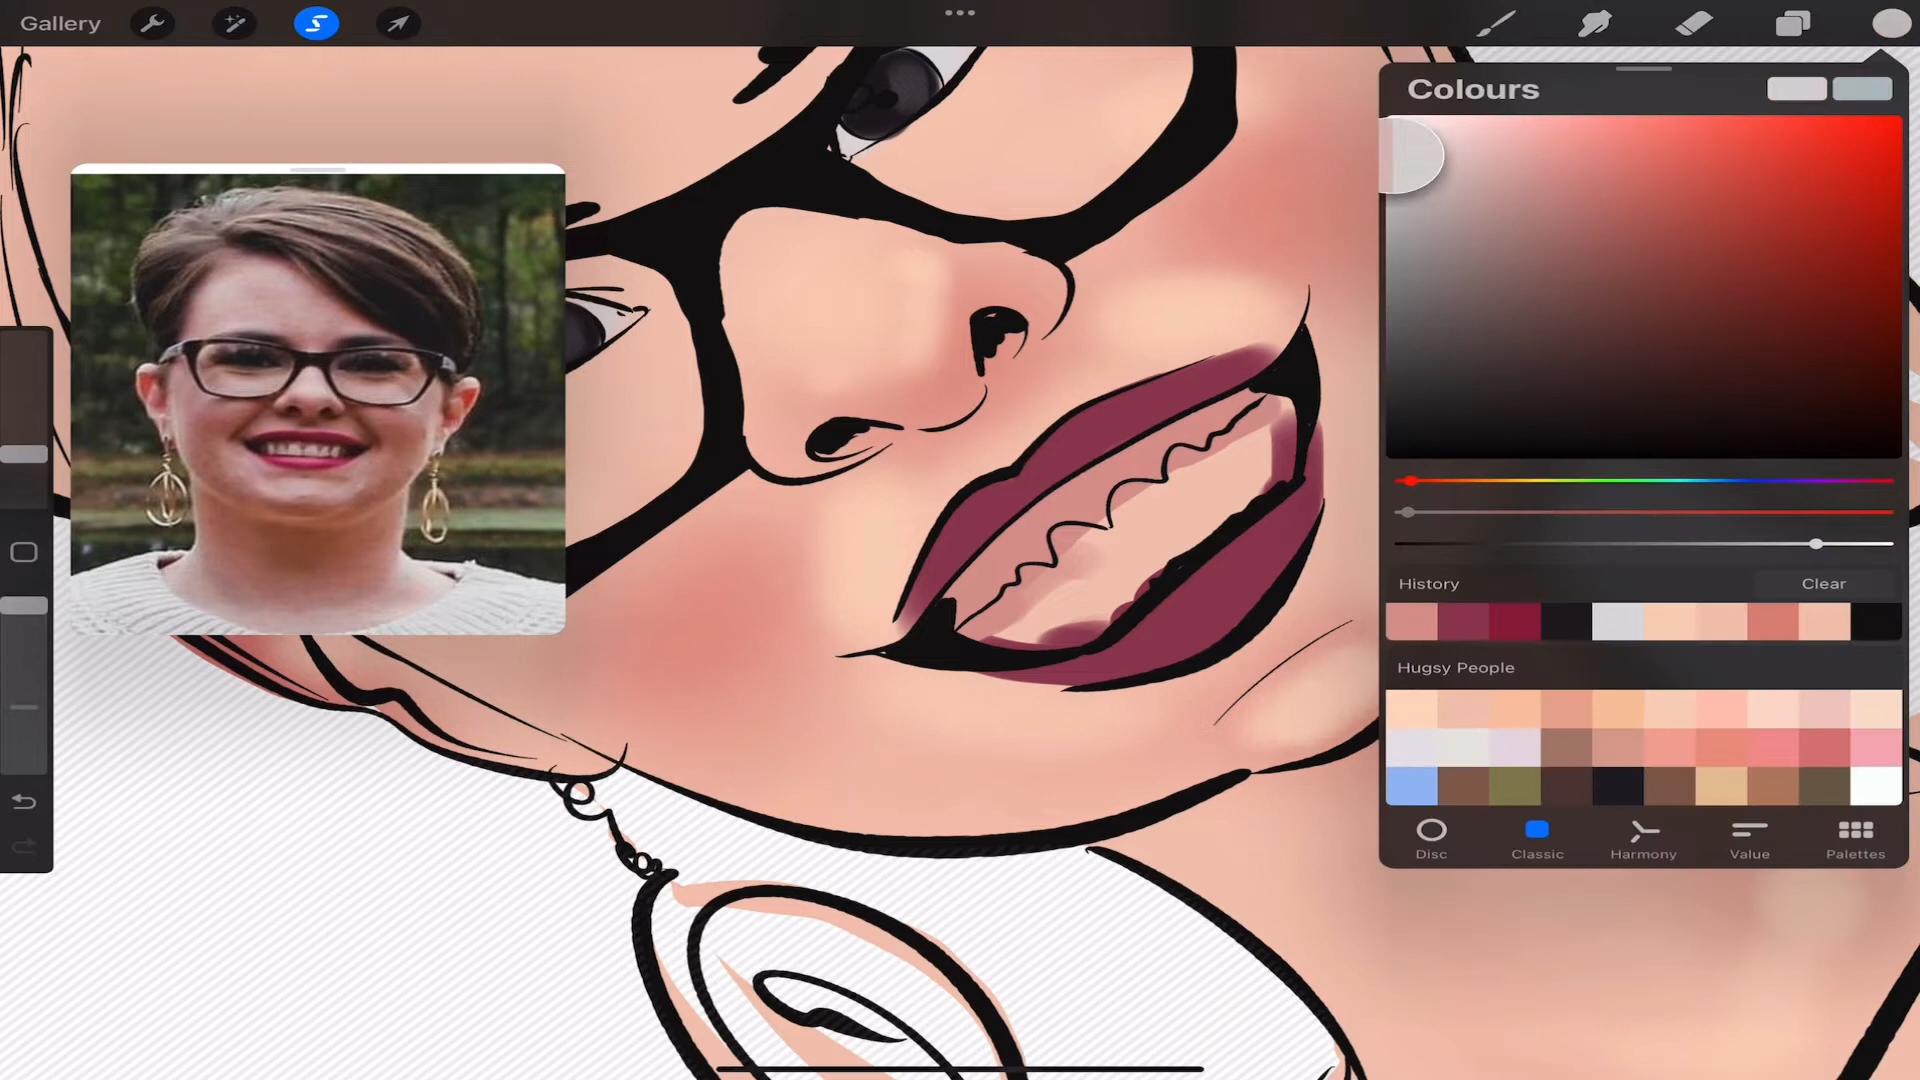 Gallery
Colours
History Clear
Hugsy People
Disc Classic Harmony Value Palettes